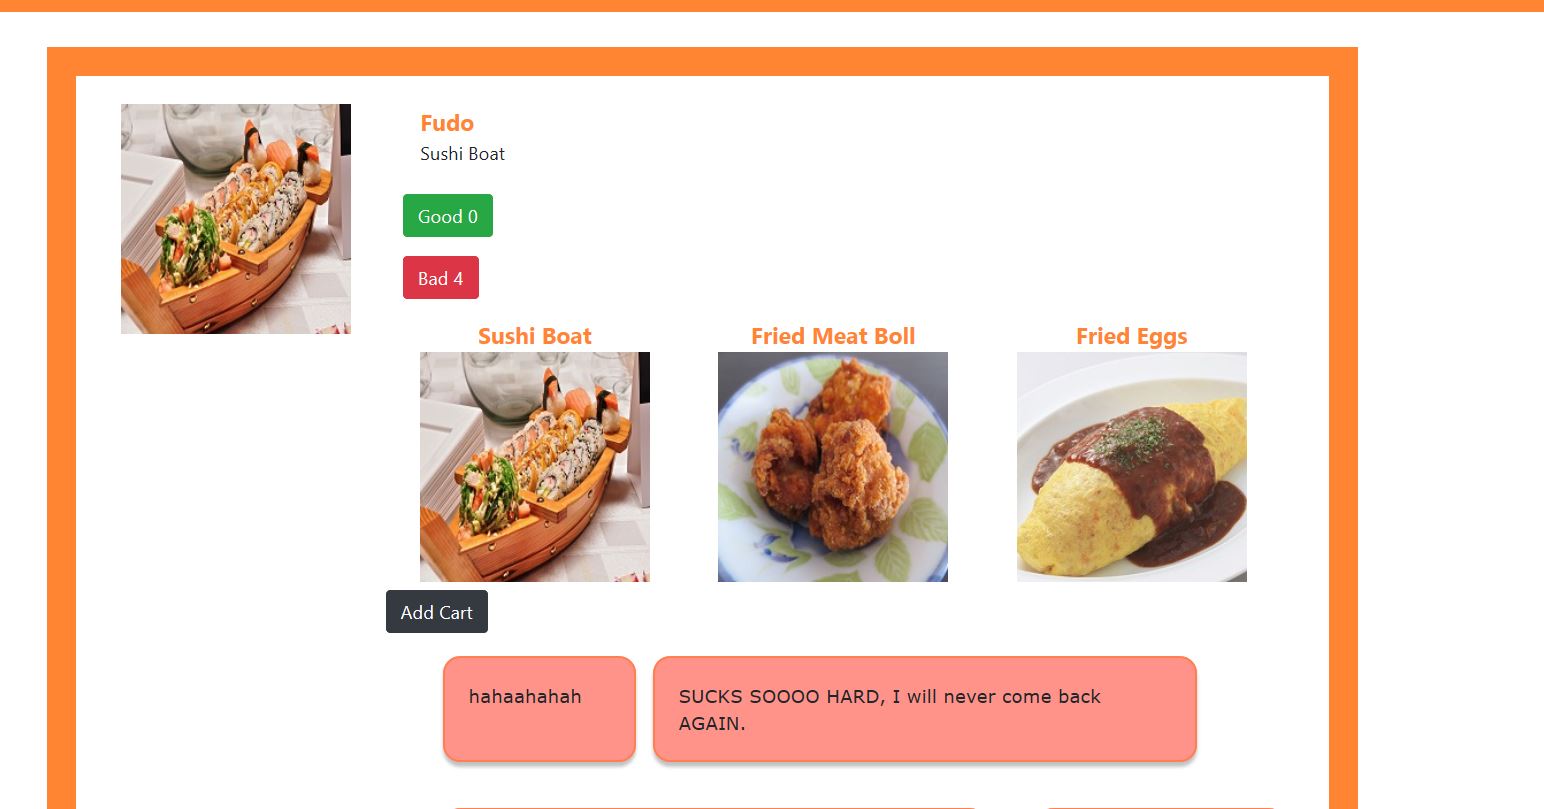 Fudo
Sushi Boat
Good 0
Bad 4
Sushi Boat
Fried Meat Boll
Fried Eggs
Add Cart
hahaahahah
SUCKS SOOOO HARD, I will never come back
AGAIN.